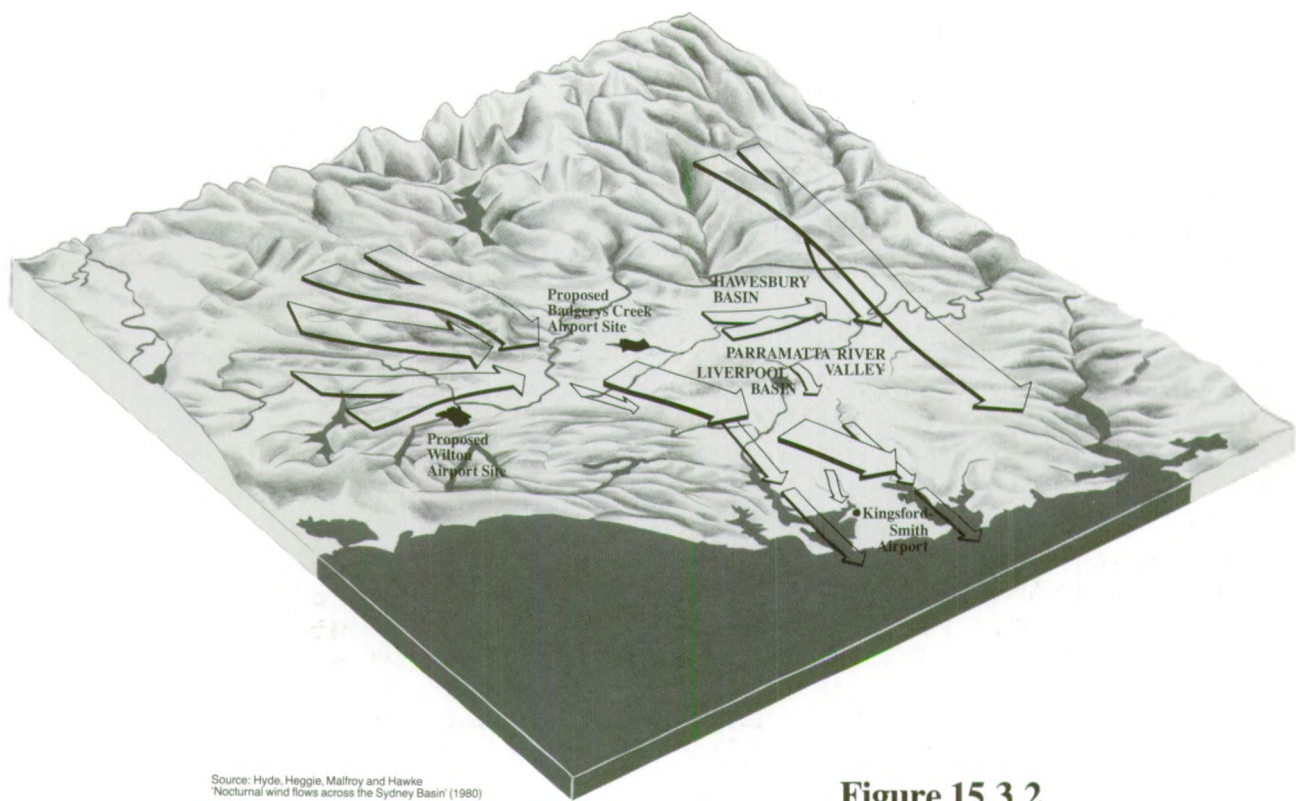 HAWESBURY
BASIN
Proposed
Badgerys Creek
Airport Site
PARRAMATTA RIVER
VALLEY
LIVERPOOL
BASIN
Proposed
Wilton
Airport Site
Kingsford-
Smith
Airport
Source: Hyde, Heggie, Malfroy and Hawke
'Nocturnal wind flows across the Sydney Basin' (1980)
Figure 15.3.2